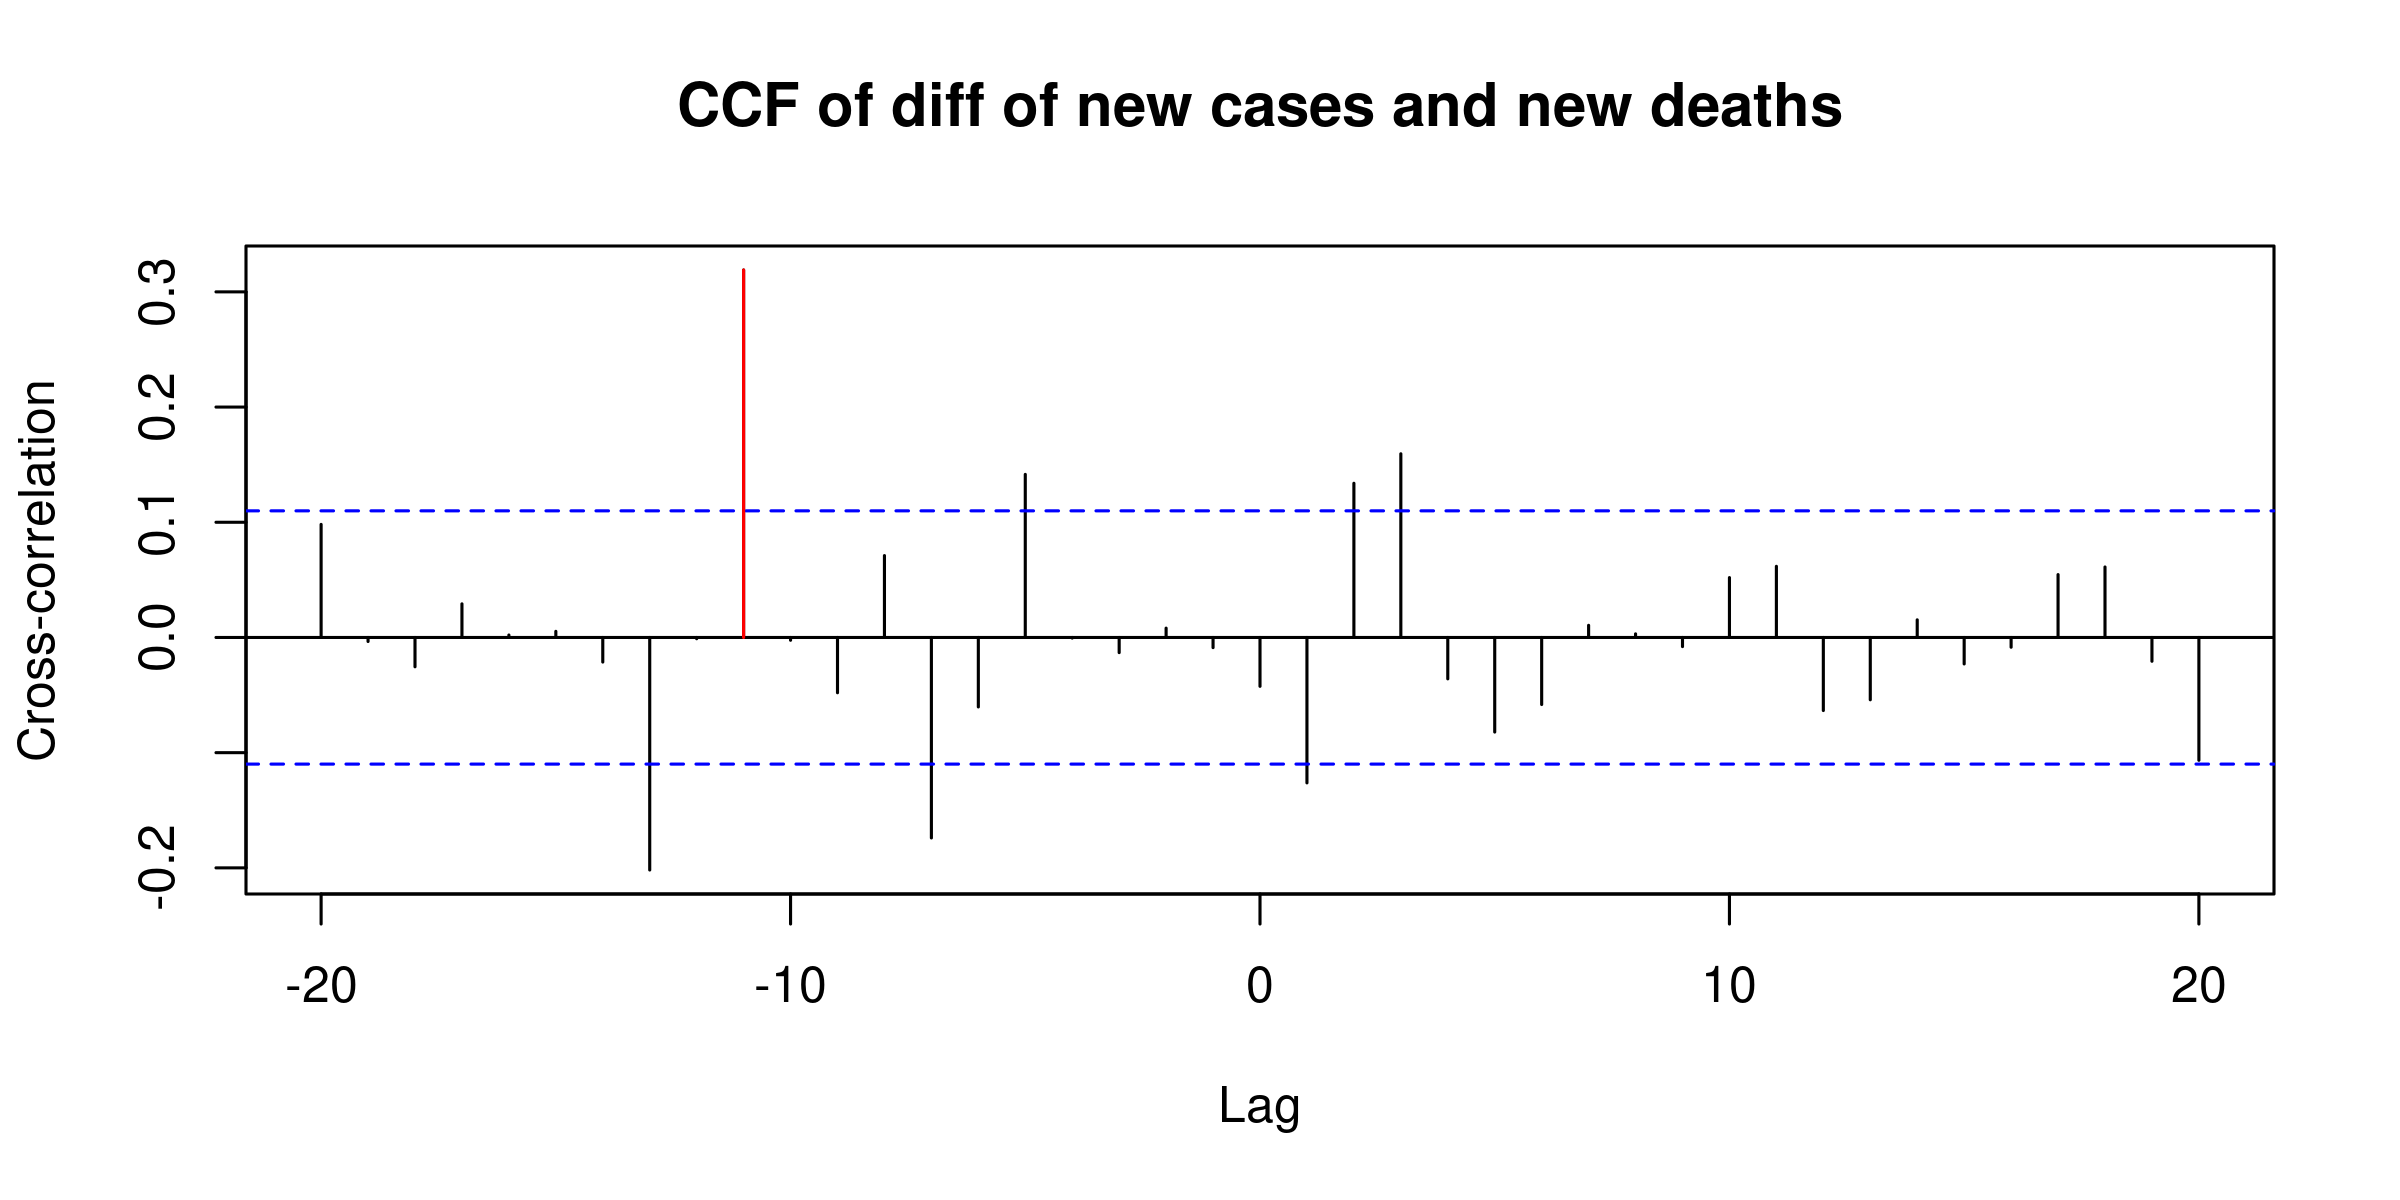 CCF of diff of new cases and new deaths
Cross-correlation
0.3
0.2
0.1
0.0
-0.2
-20 -10 0 10 20
Lag